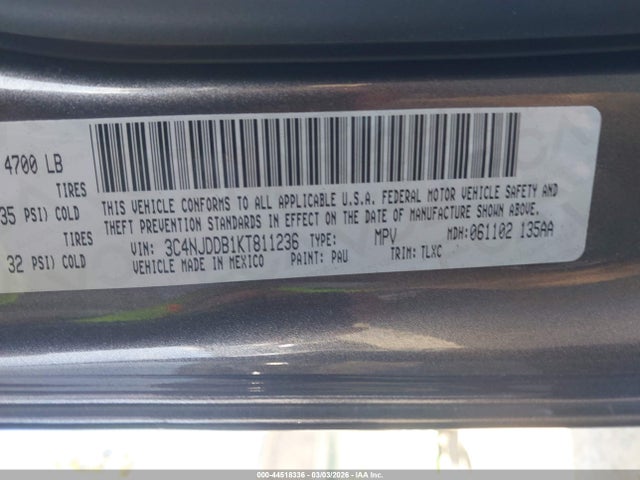 4700 LB
TIRES
35 PSI) COLD
TIRES
32 PSI) COLD
THIS VEHICLE CONFORMS TO ALL APPLICABLE U.S.A. FEDERAL MOTOR VEHICLE SAFETY AND
THEFT PREVENTION STANDARDS IN EFFECT ON THE DATE OF MANUFACTURE SHOWN ABOVE.
VIN: 3C4NJDDB1KT811236 TYPE: MPV MDH: 061102 135AA
VEHICLE MADE IN MEXICO PAINT: PAU TRIM: TLXC
000-44518336 | 03/03/2026 | IAA Inc.